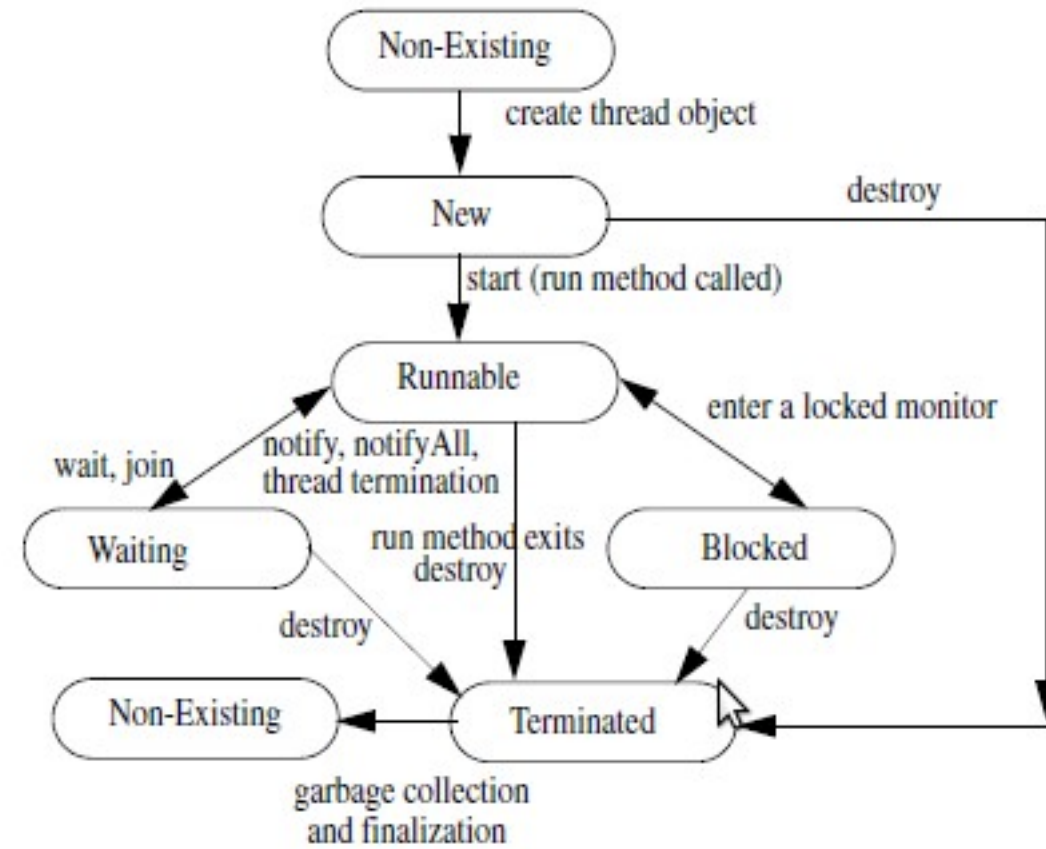 Non-Existing
create thread object
New
destroy
start (run method called)
Runnable
enter a locked monitor
wait, join
notify, notifyAll,
thread termination
Waiting
run method exits
destroy
Blocked
destroy
destroy
Non-Existing
Terminated
garbage collection
and finalization